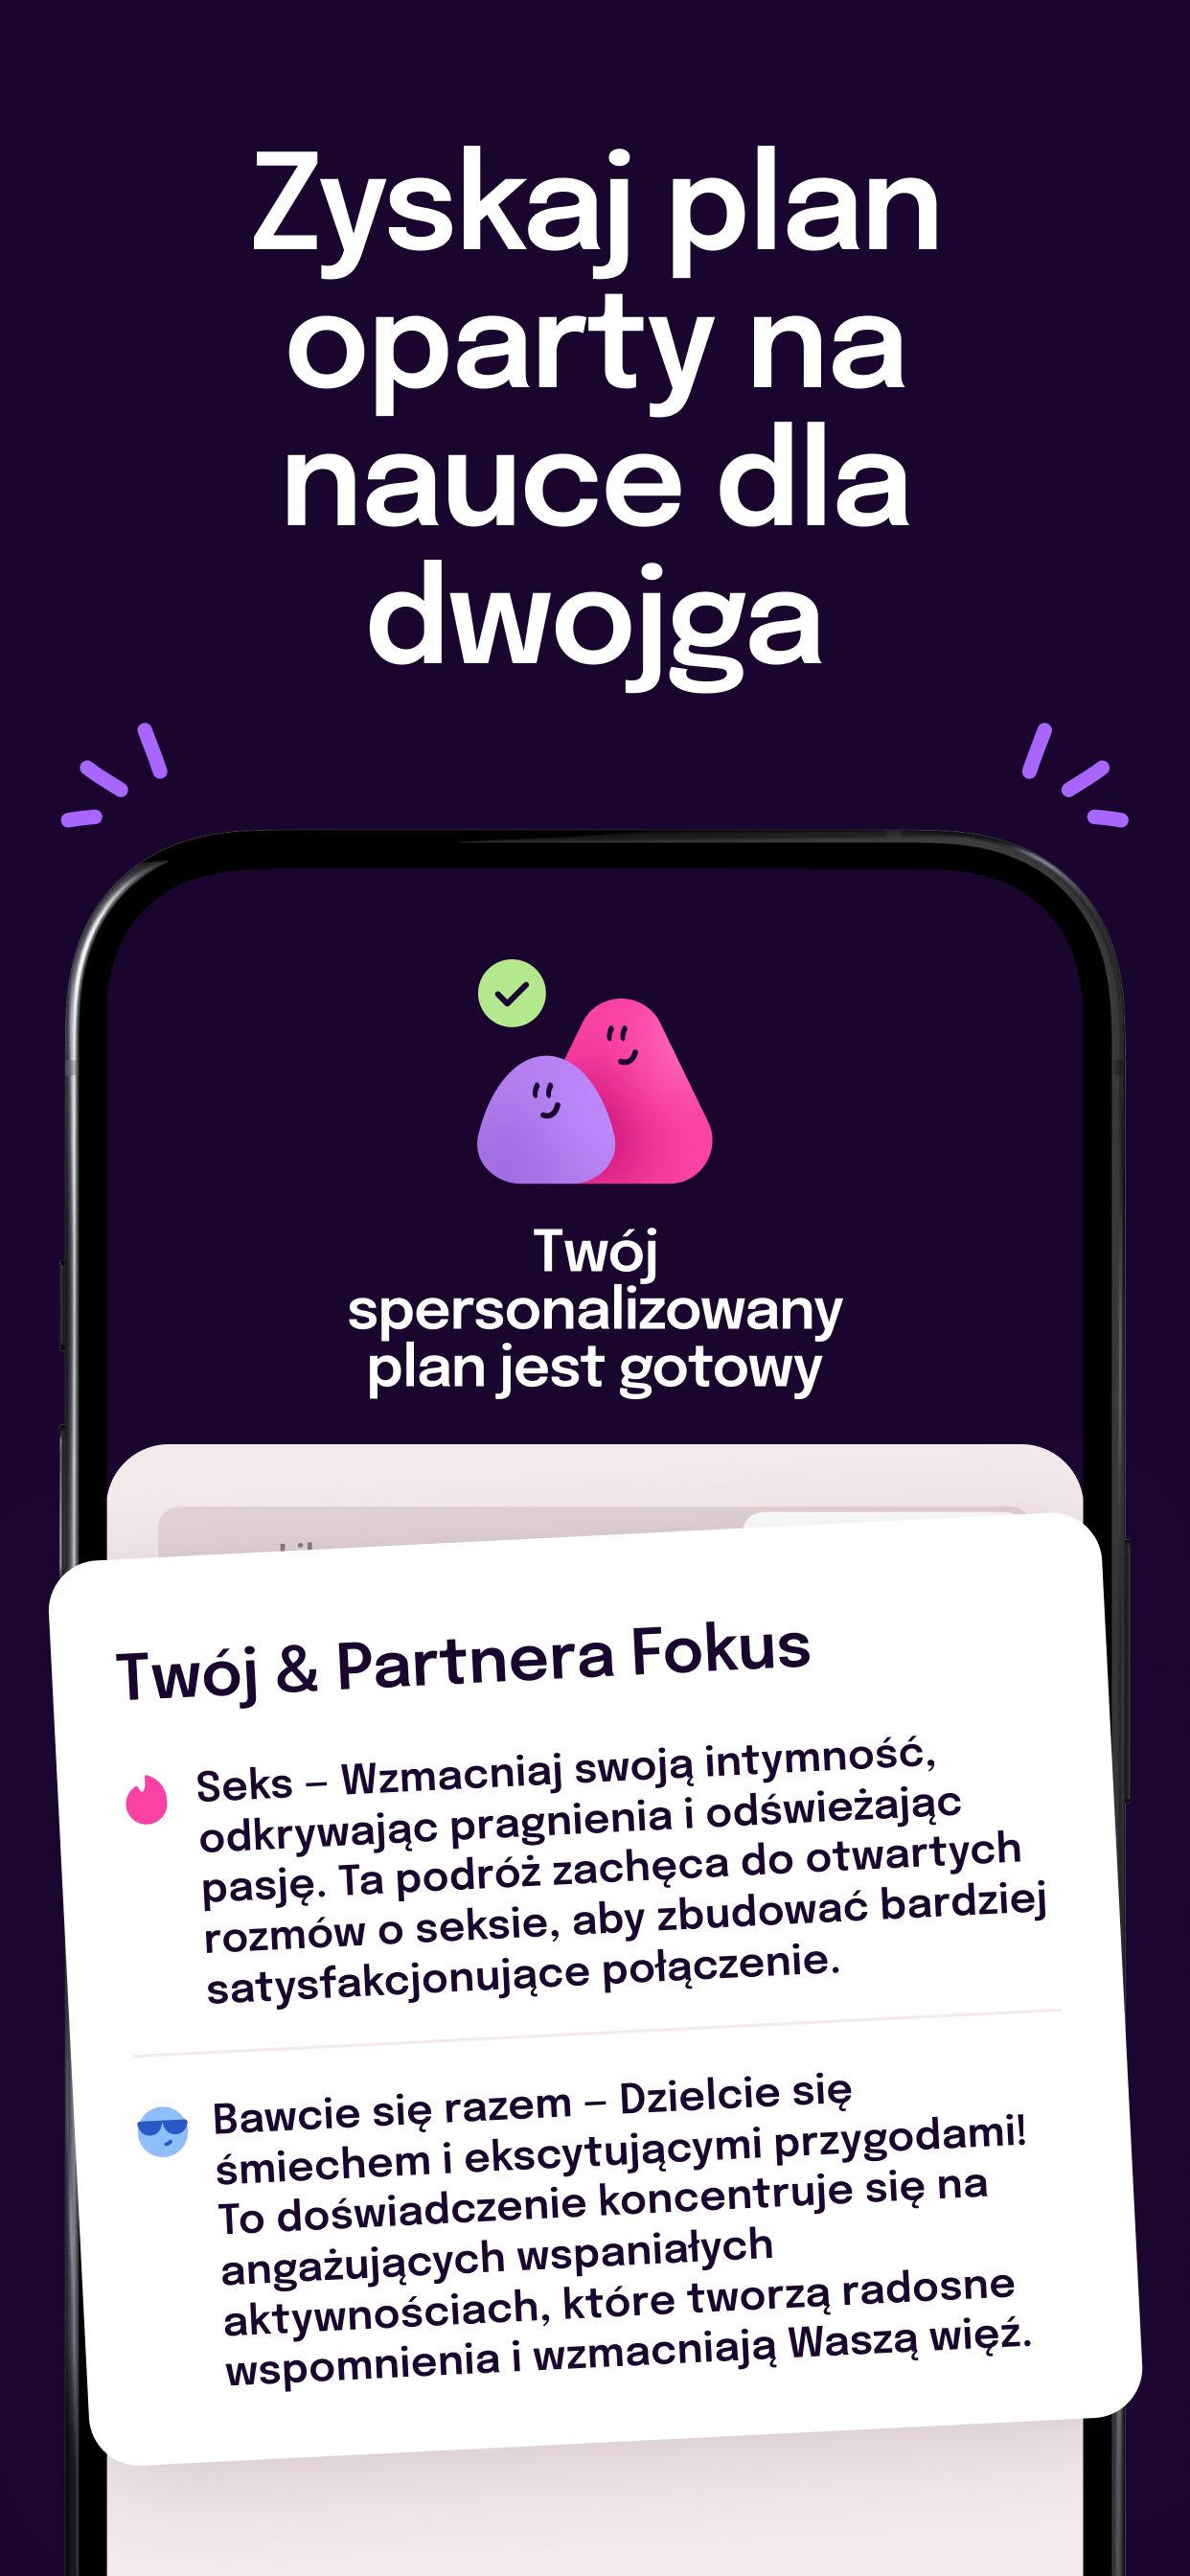 Zyskaj plan
oparty na
nauce dla
dwojga
Twój
spersonalizowany
plan jest gotowy
Twój & Partnera Fokus
Seks – Wzmacniaj swoją intymność,
odkrywając pragnienia i odświeżając
pasję. Ta podróż zachęca do otwartych
rozmów o seksie, aby zbudować bardziej
satysfakcjonujące połączenie.
Bawcie się razem – Dzielcie się
śmiechem i ekscytującymi przygodami!
To doświadczenie koncentruje się na
angażujących wspaniałych
aktywnościach, które tworzą radosne
wspomnienia i wzmacniają Waszą więź.